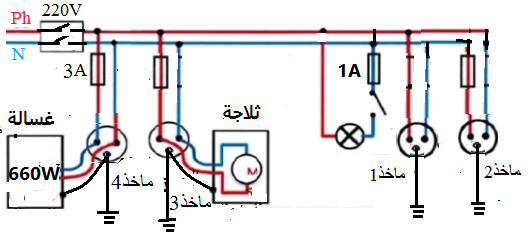 220V
Ph
N
3A
1A
غسالة
ثلاجة
660W
M
ماخذ4
ماخذ3
ماخذ1
ماخذ2